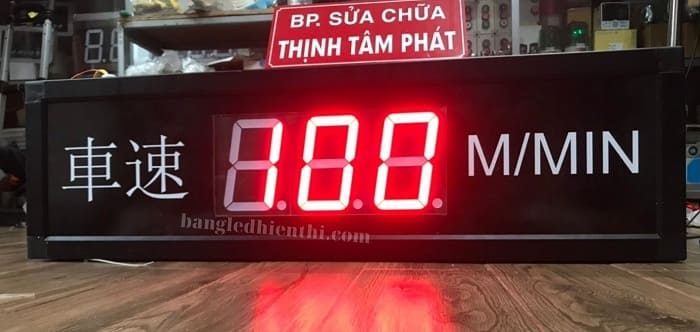 BP. SỬA CHỮA
THỊNH TÂM PHÁT
車速 100 M/MIN
bangledhienthi.com